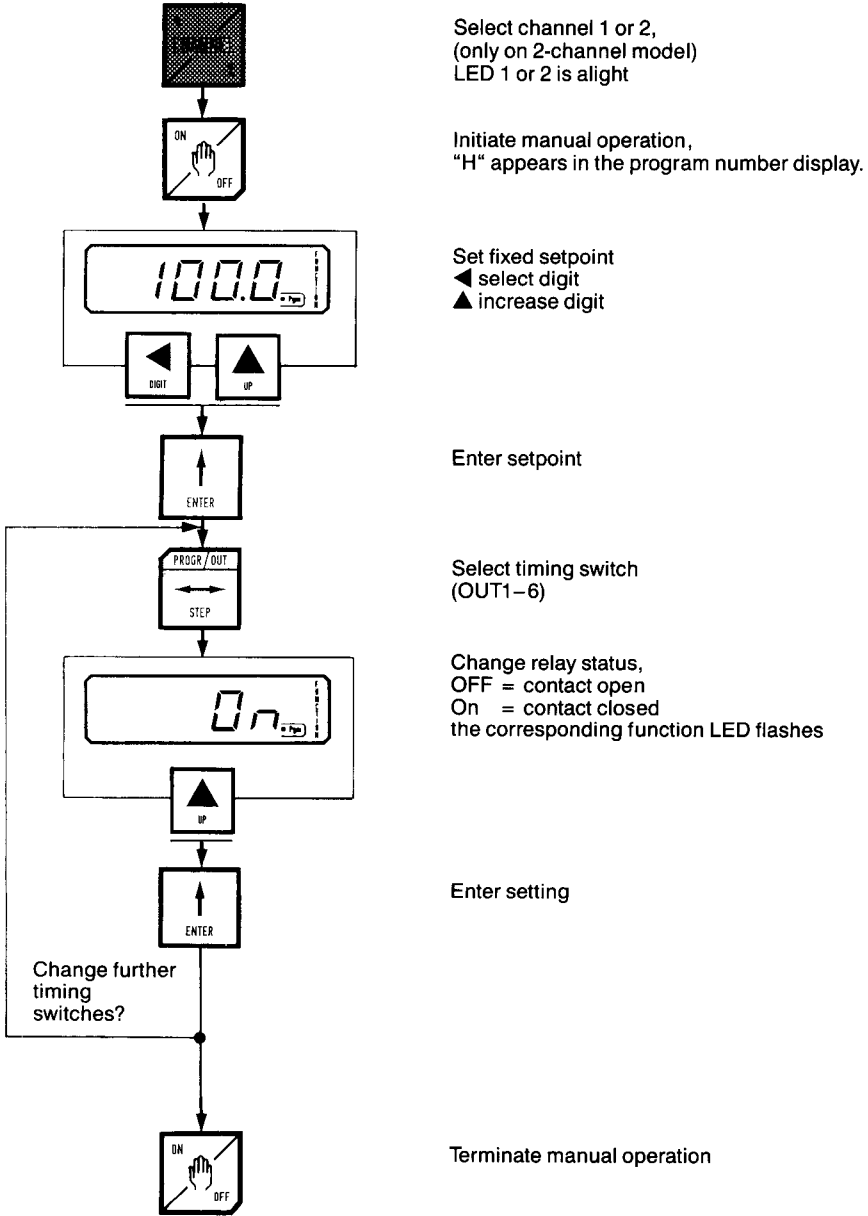 Select channel 1 or 2,
(only on 2-channel model)
LED 1 or 2 is alight
ON
OFF
Initiate manual operation,
“H“ appears in the program number display.
100.0
Pgm
FUNCTION
Set fixed setpoint
◀ select digit
▲ increase digit
DIGIT
UP
ENTER
Enter setpoint
PROGR/OUT
STEP
Select timing switch
(OUT1–6)
On
Pgm
FUNCTION
Change relay status,
OFF = contact open
On = contact closed
the corresponding function LED flashes
UP
ENTER
Enter setting
Change further
timing
switches?
ON
OFF
Terminate manual operation